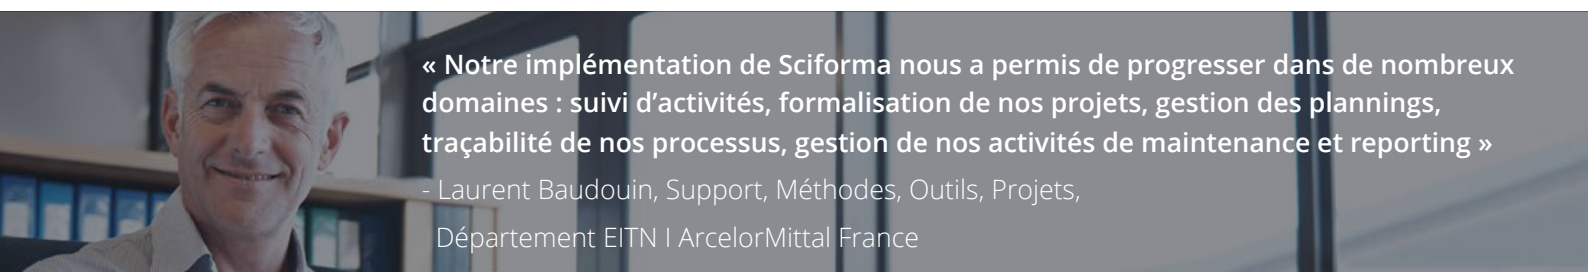 « Notre implémentation de Sciforma nous a permis de progresser dans de nombreux
domaines : suivi d’activités, formalisation de nos projets, gestion des plannings,
traçabilité de nos processus, gestion de nos activités de maintenance et reporting »
- Laurent Baudouin, Support, Méthodes, Outils, Projets,
Département EITN I ArcelorMittal France